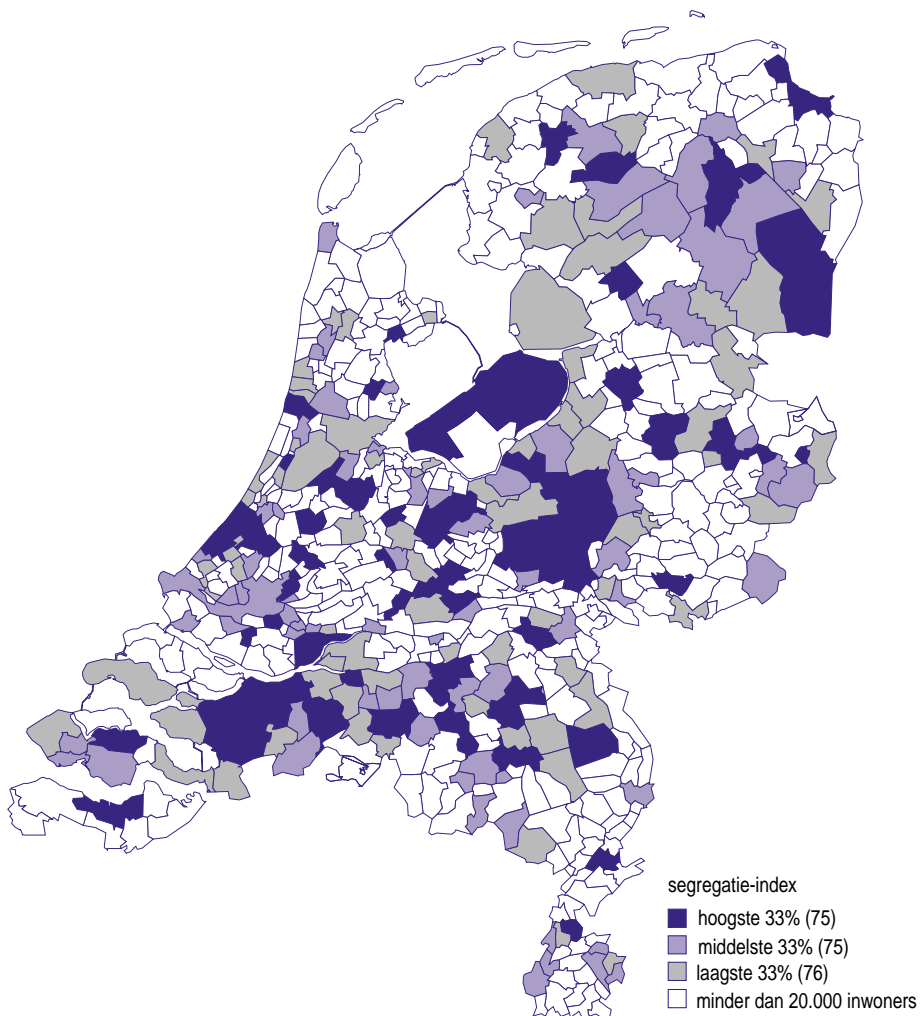 segregatie-index
hoogste 33% (75)
middelste 33% (75)
laagste 33% (76)
minder dan 20.000 inwoners